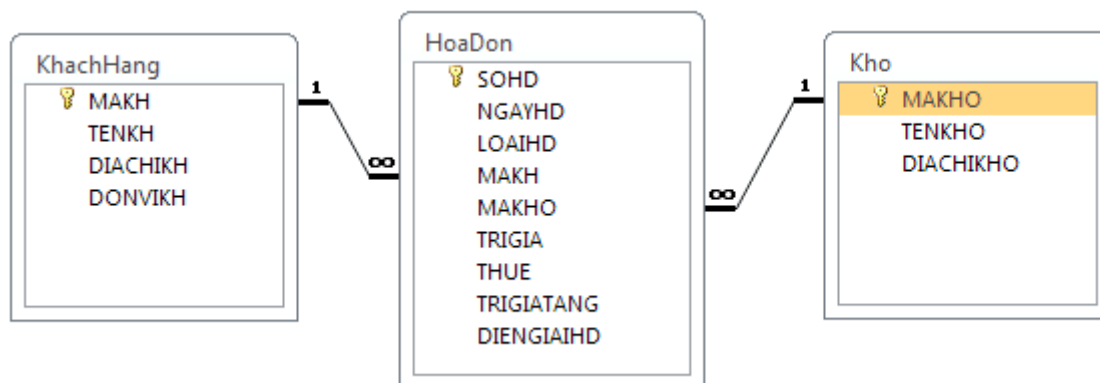 KhachHang
MAKH
TENKH
DIACHIKH
DONVIKH
1
∞
HoaDon
SOHD
NGAYHD
LOAIHD
MAKH
MAKHO
TRIGIA
THUE
TRIGIATANG
DIENGIAIHD
∞
1
Kho
MAKHO
TENKHO
DIACHIKHO